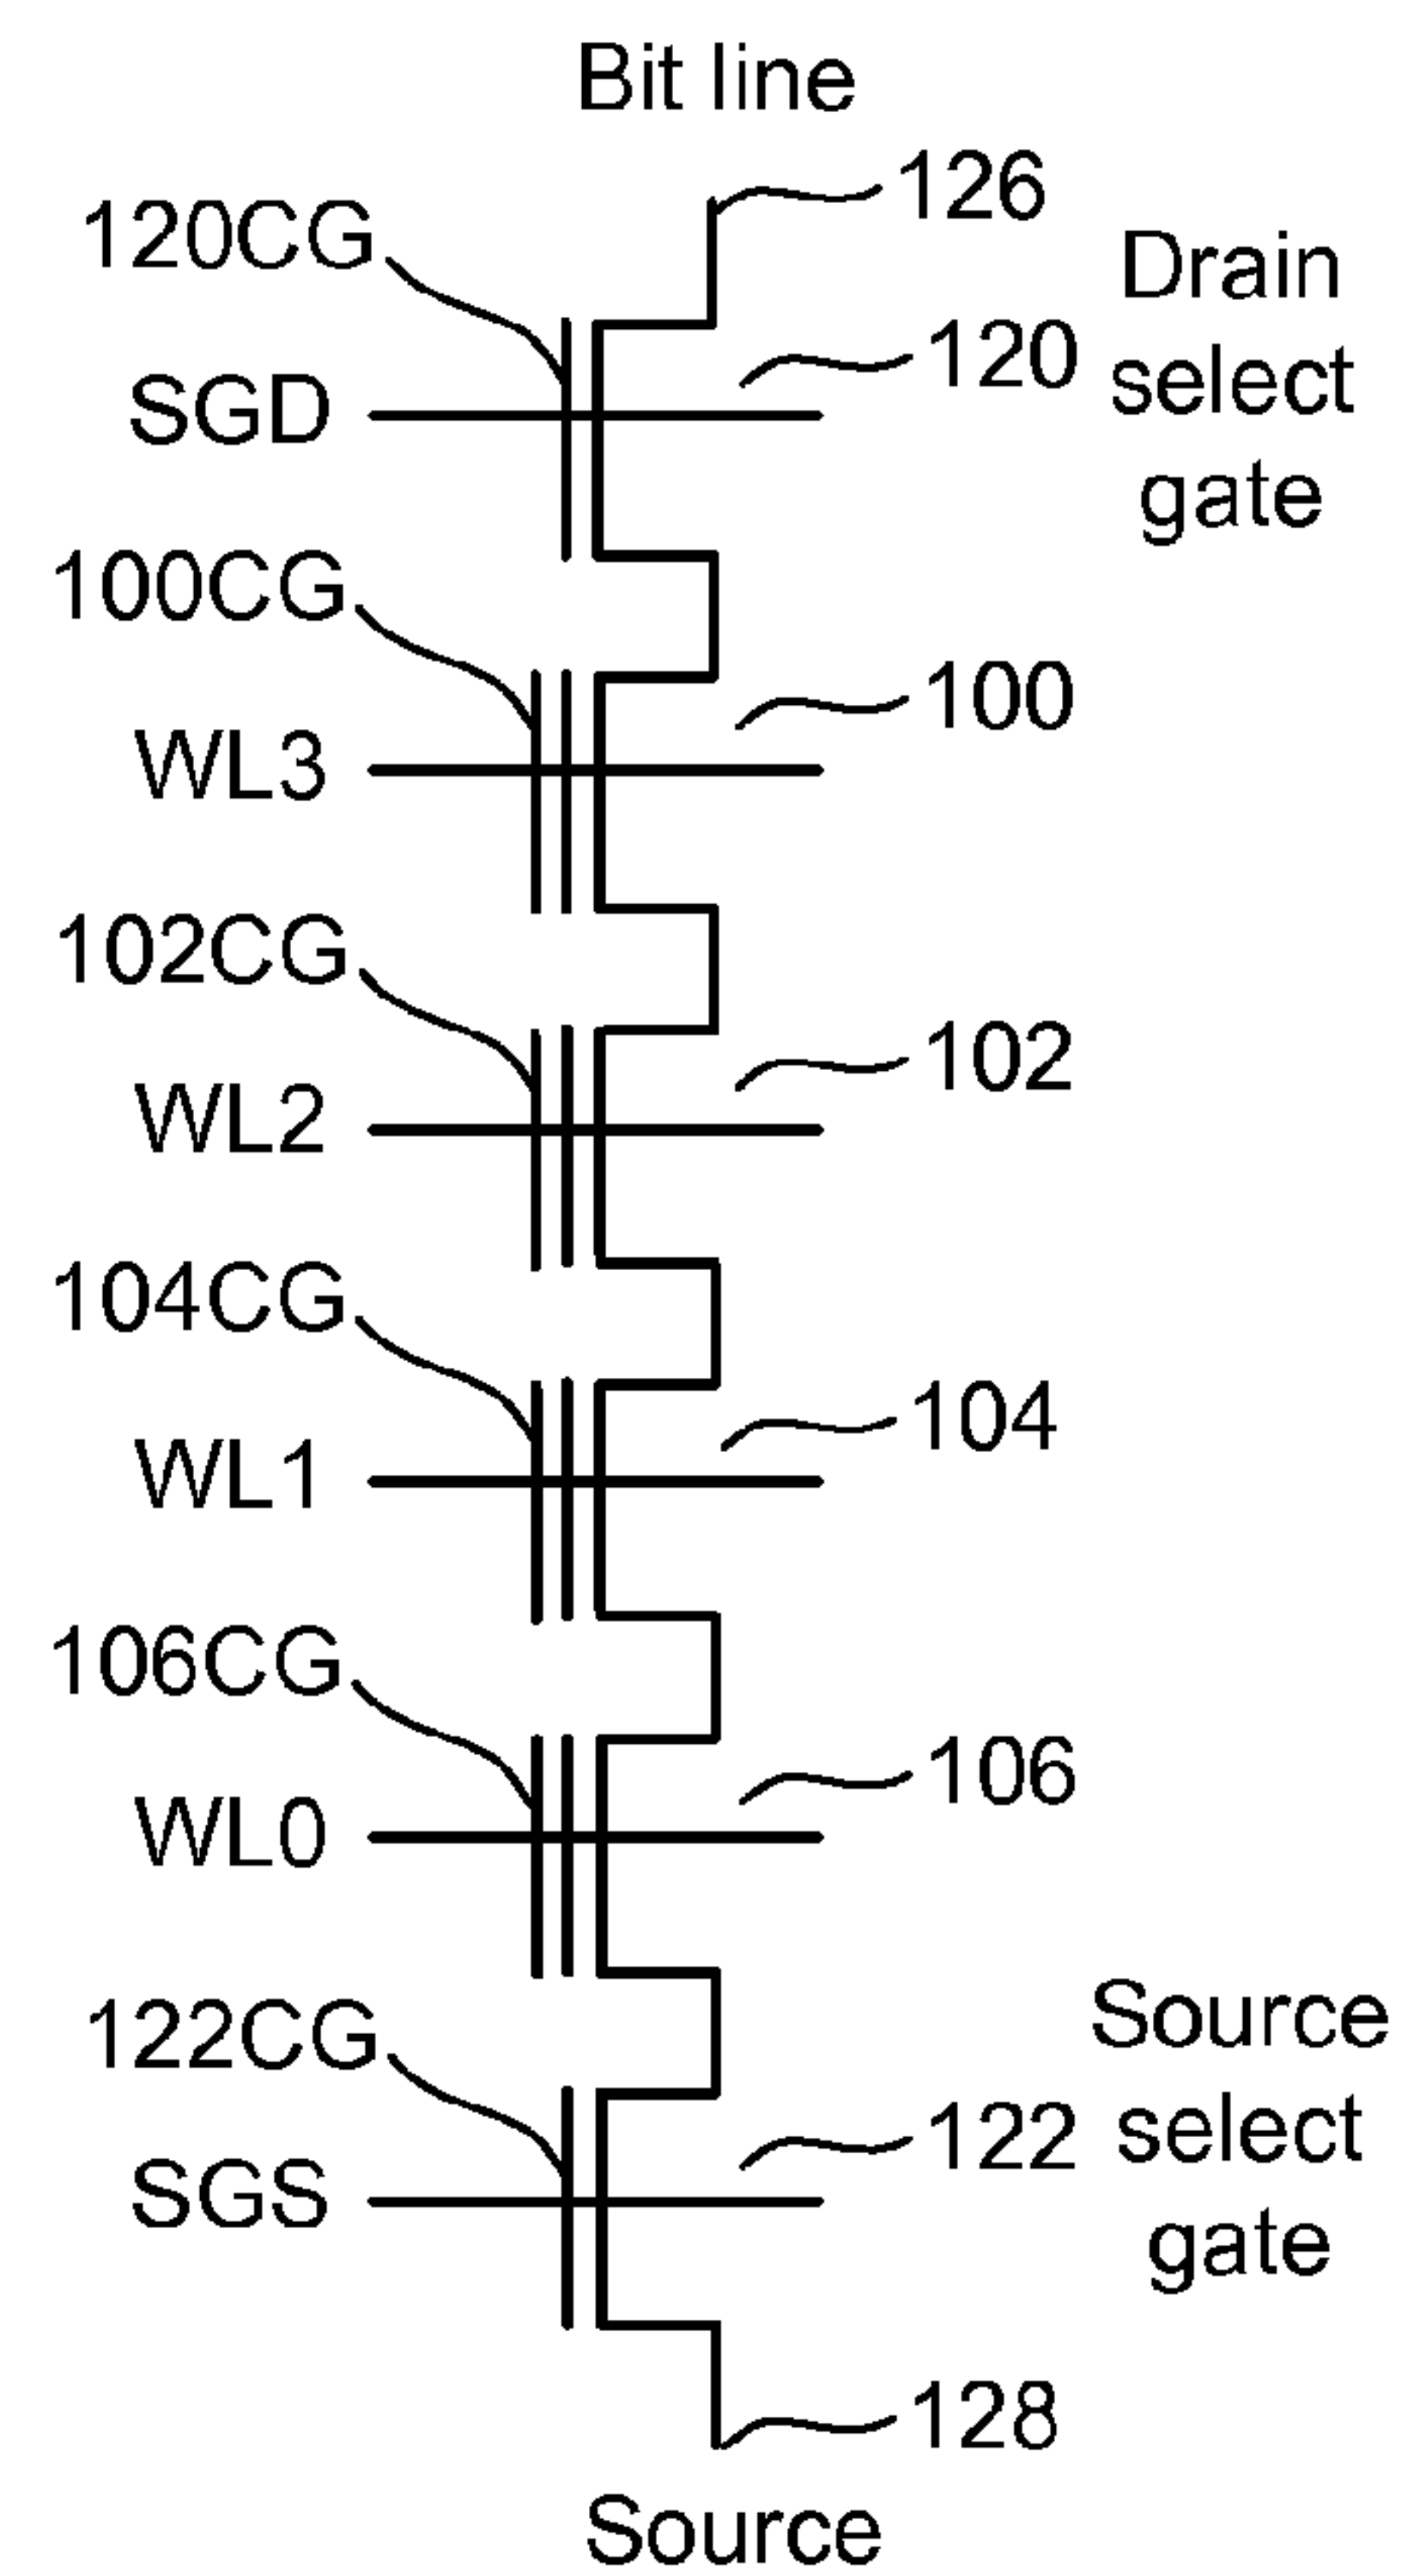 Bit line
126
120CG
Drain
select
gate
120
SGD
100CG
100
WL3
102CG
102
WL2
104CG
104
WL1
106CG
106
WL0
122CG
Source
select
gate
122
SGS
128
Source